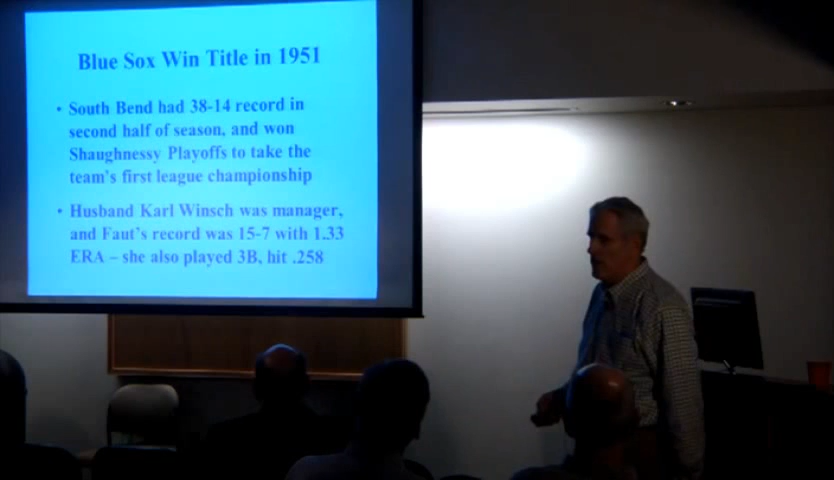 Blue Sox Win Title in 1951
• South Bend had 38-14 record in
second half of season, and won
Shaughnessy Playoffs to take the
team's first league championship
• Husband Karl Winsch was manager,
and Faut's record was 15-7 with 1.33
ERA – she also played 3B, hit .258